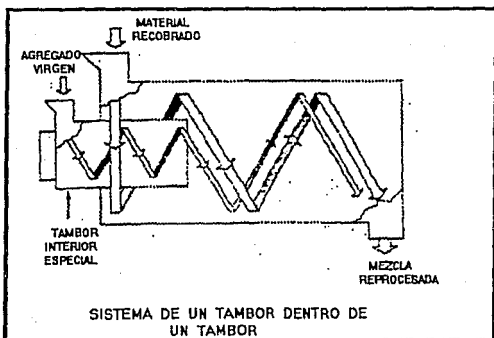 MATERIAL
RECOBRADO
AGREGADO
VIRGEN
TAMBOR
INTERIOR
ESPECIAL
MEZCLA
REPROCESADA
SISTEMA DE UN TAMBOR DENTRO DE
UN TAMBOR